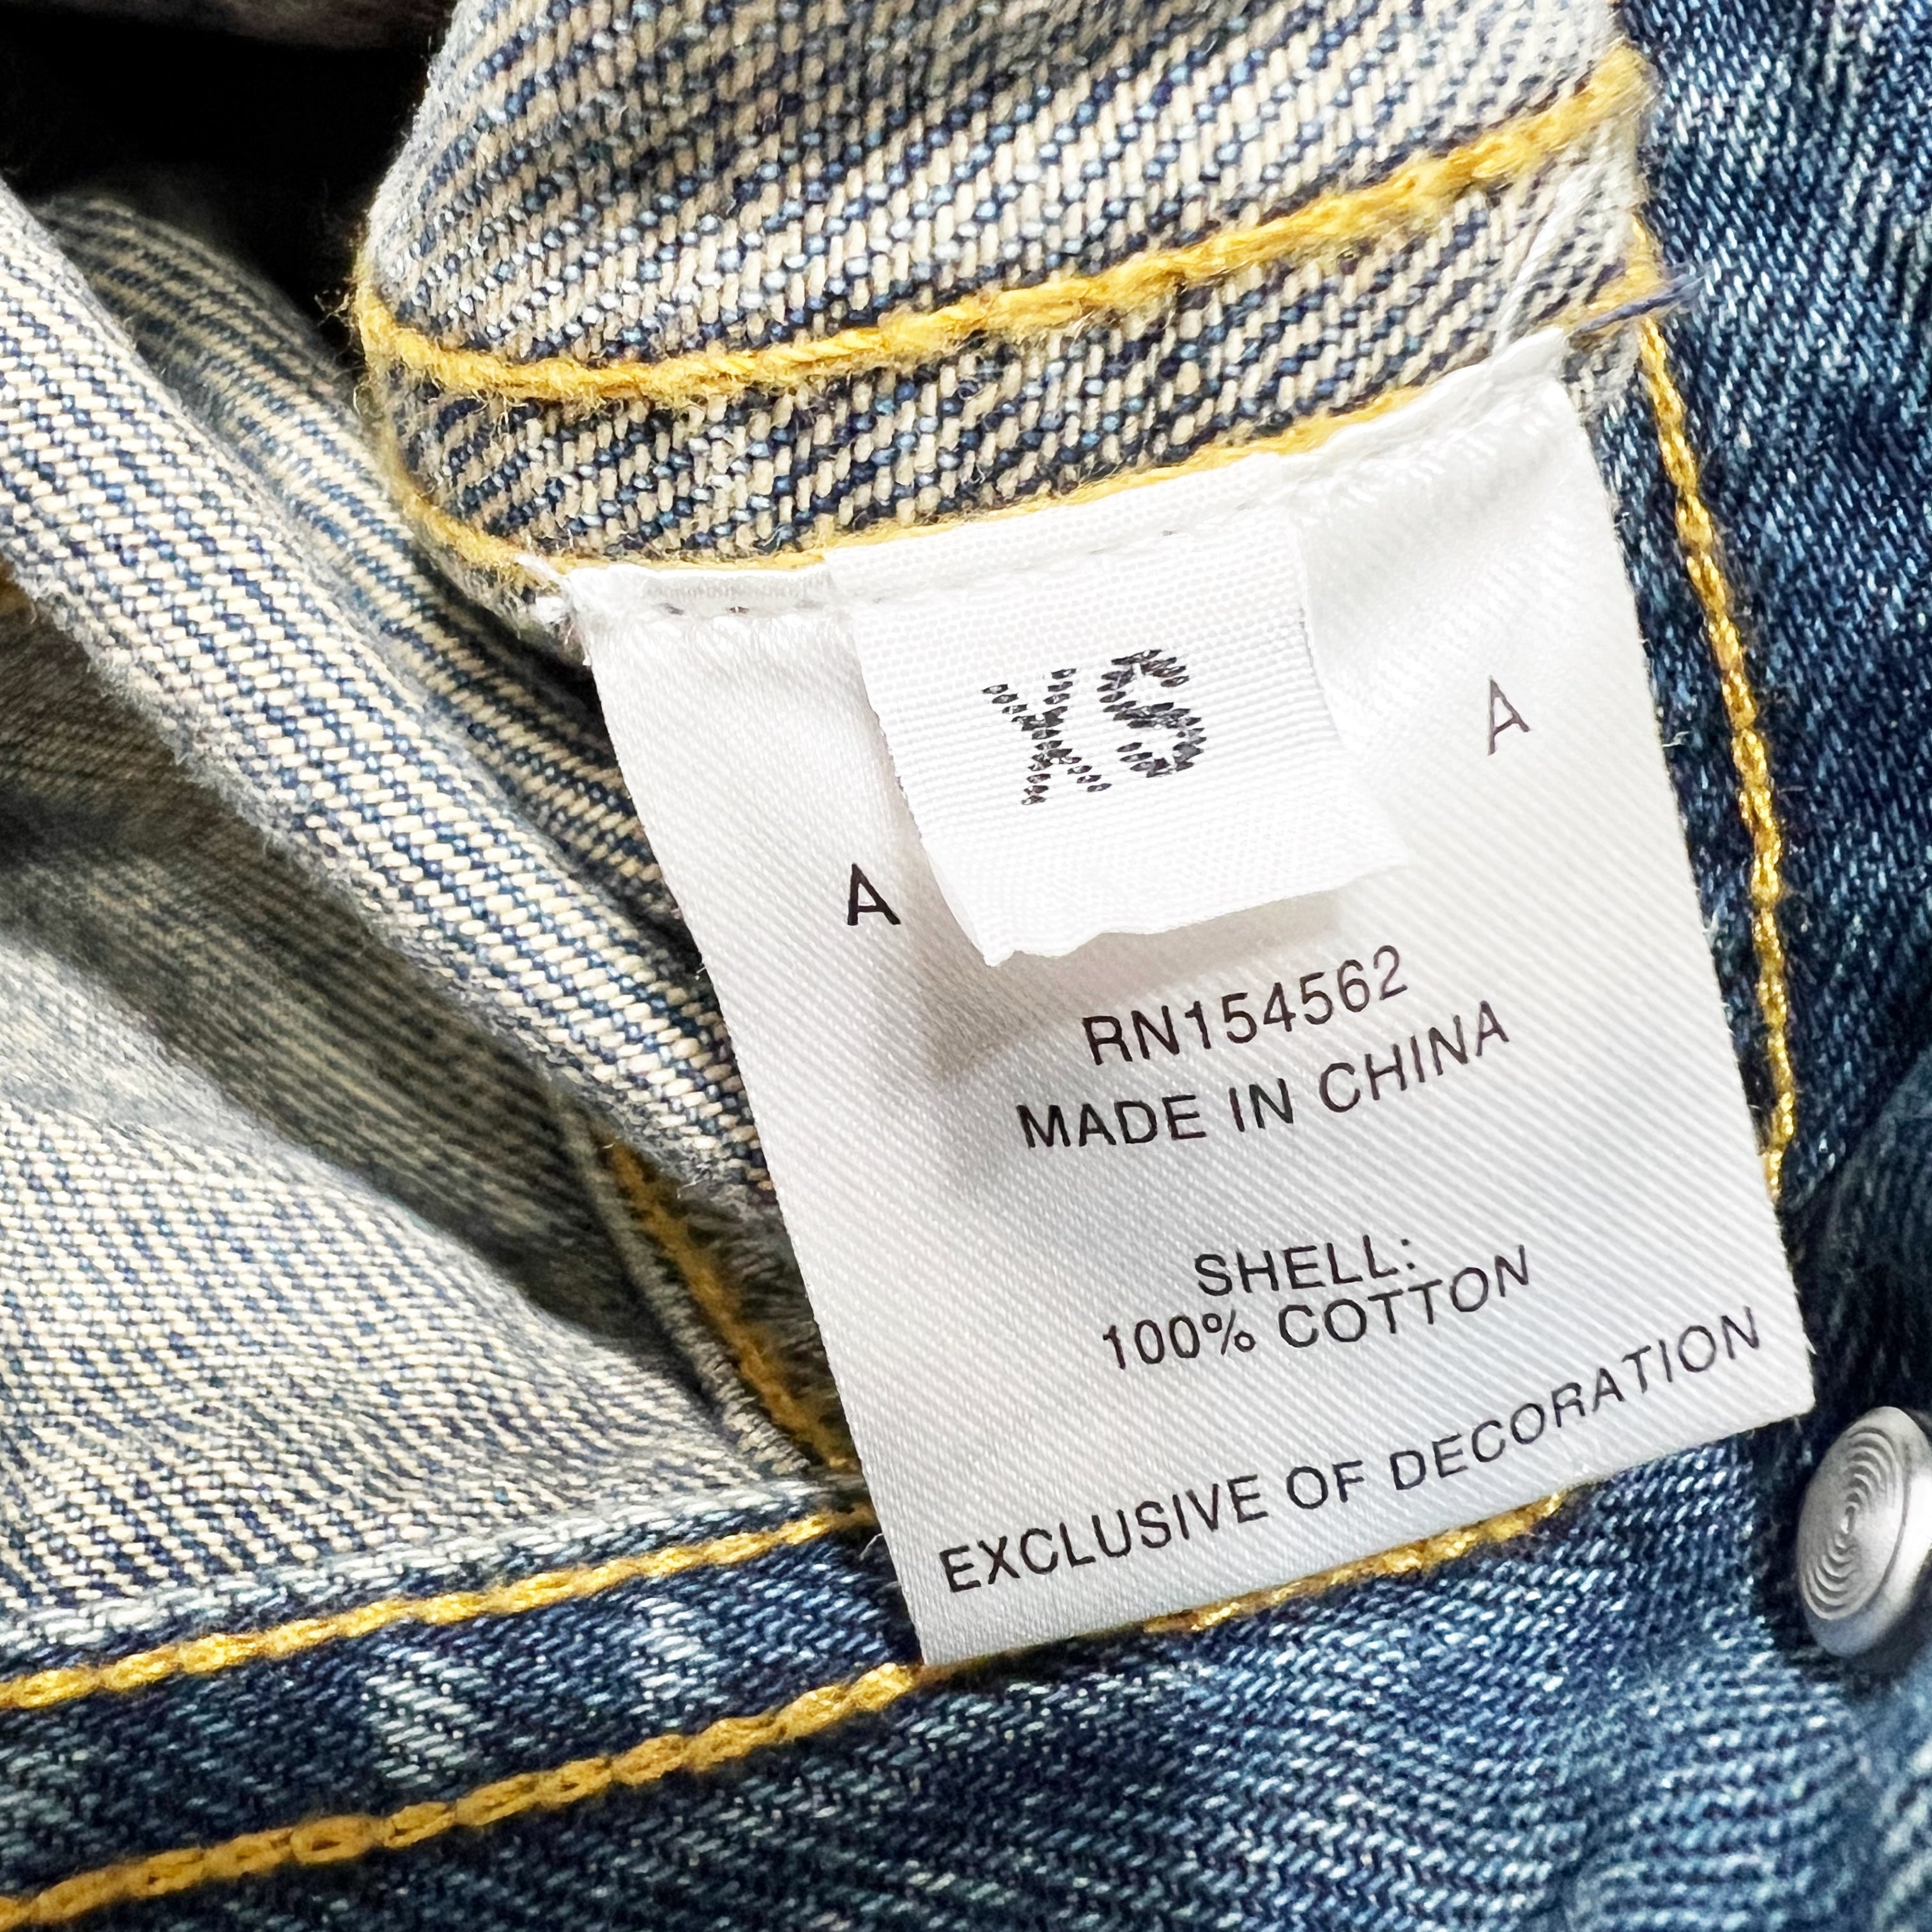 XS
A A
RN154562
MADE IN CHINA
SHELL:
100% COTTON
EXCLUSIVE OF DECORATION